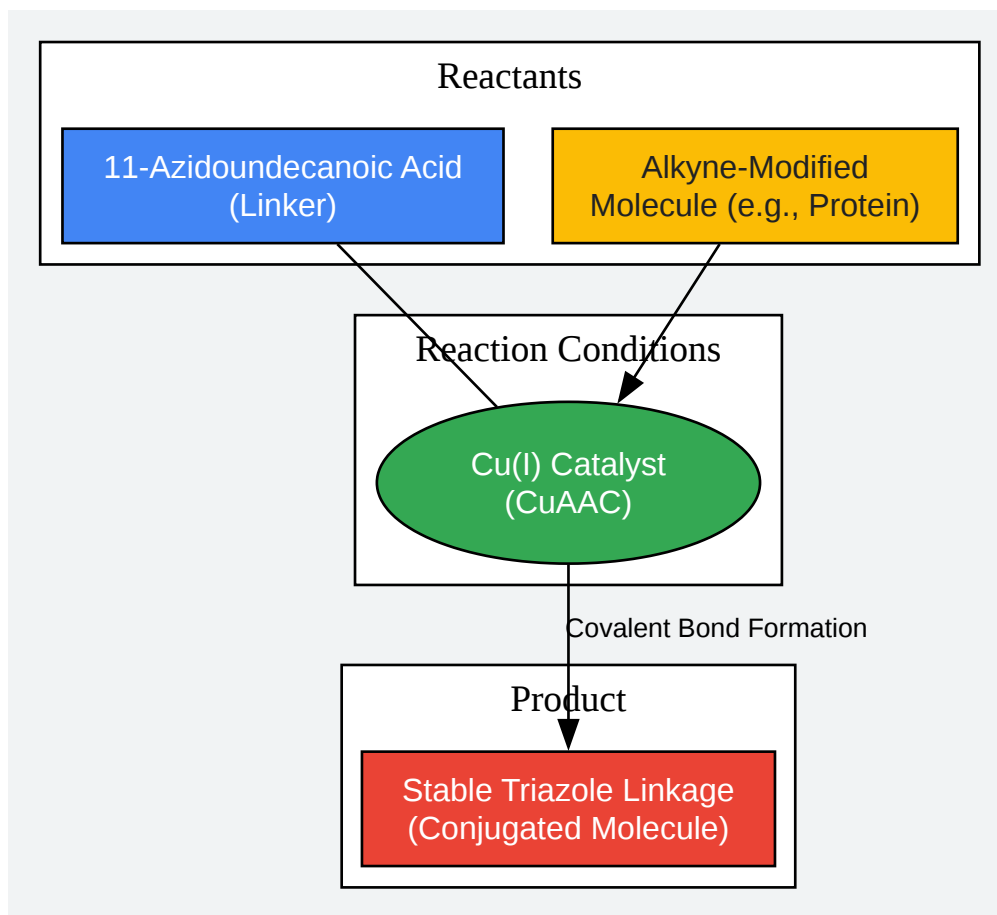 Reactants
11-Azidoundecanoic Acid
(Linker)
Alkyne-Modified
Molecule (e.g., Protein)
Reaction Conditions
Cu(I) Catalyst
(CuAAC)
Covalent Bond Formation
Product
Stable Triazole Linkage
(Conjugated Molecule)